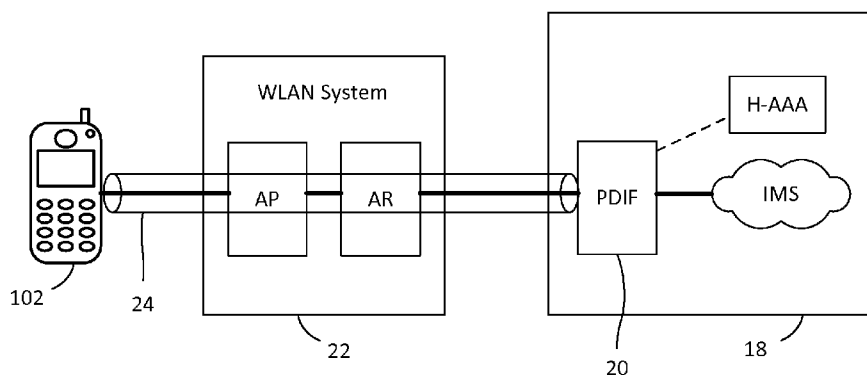 WLAN System
H-AAA
AP
AR
PDIF
IMS
102
24
22
20
18